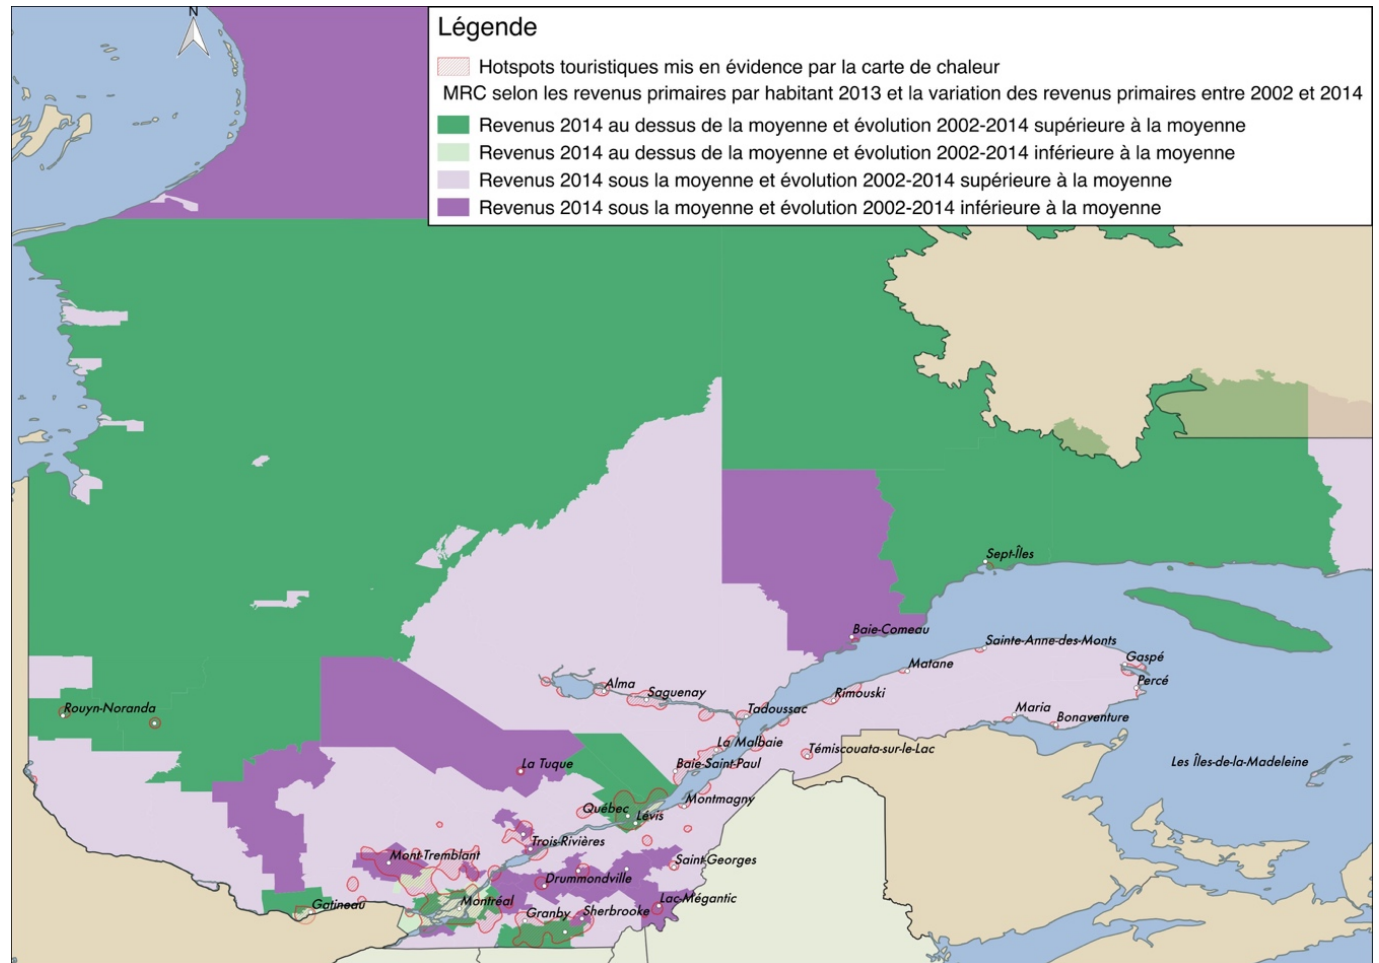 N
Légende
Hotspots touristiques mis en évidence par la carte de chaleur
MRC selon les revenus primaires par habitant 2013 et la variation des revenus primaires entre 2002 et 2014
Revenus 2014 au dessus de la moyenne et évolution 2002-2014 supérieure à la moyenne
Revenus 2014 au dessus de la moyenne et évolution 2002-2014 inférieure à la moyenne
Revenus 2014 sous la moyenne et évolution 2002-2014 supérieure à la moyenne
Revenus 2014 sous la moyenne et évolution 2002-2014 inférieure à la moyenne
Sept-Îles
Baie-Comeau
Sainte-Anne-des-Monts
Gaspé
Matane
Percé
Alma
Saguenay
Rimouski
Rouyn-Noranda
Tadoussac
Maria
Bonaventure
La Malbaie
Témiscouata-sur-le-Lac
La Tuque
Baie-Saint-Paul
Les Îles-de-la-Madeleine
Montmagny
Québec
Lévis
Trois-Rivières
Mont-Tremblant
Saint-Georges
Drummondville
Lac-Mégantic
Gatineau
Montréal
Granby
Sherbrooke